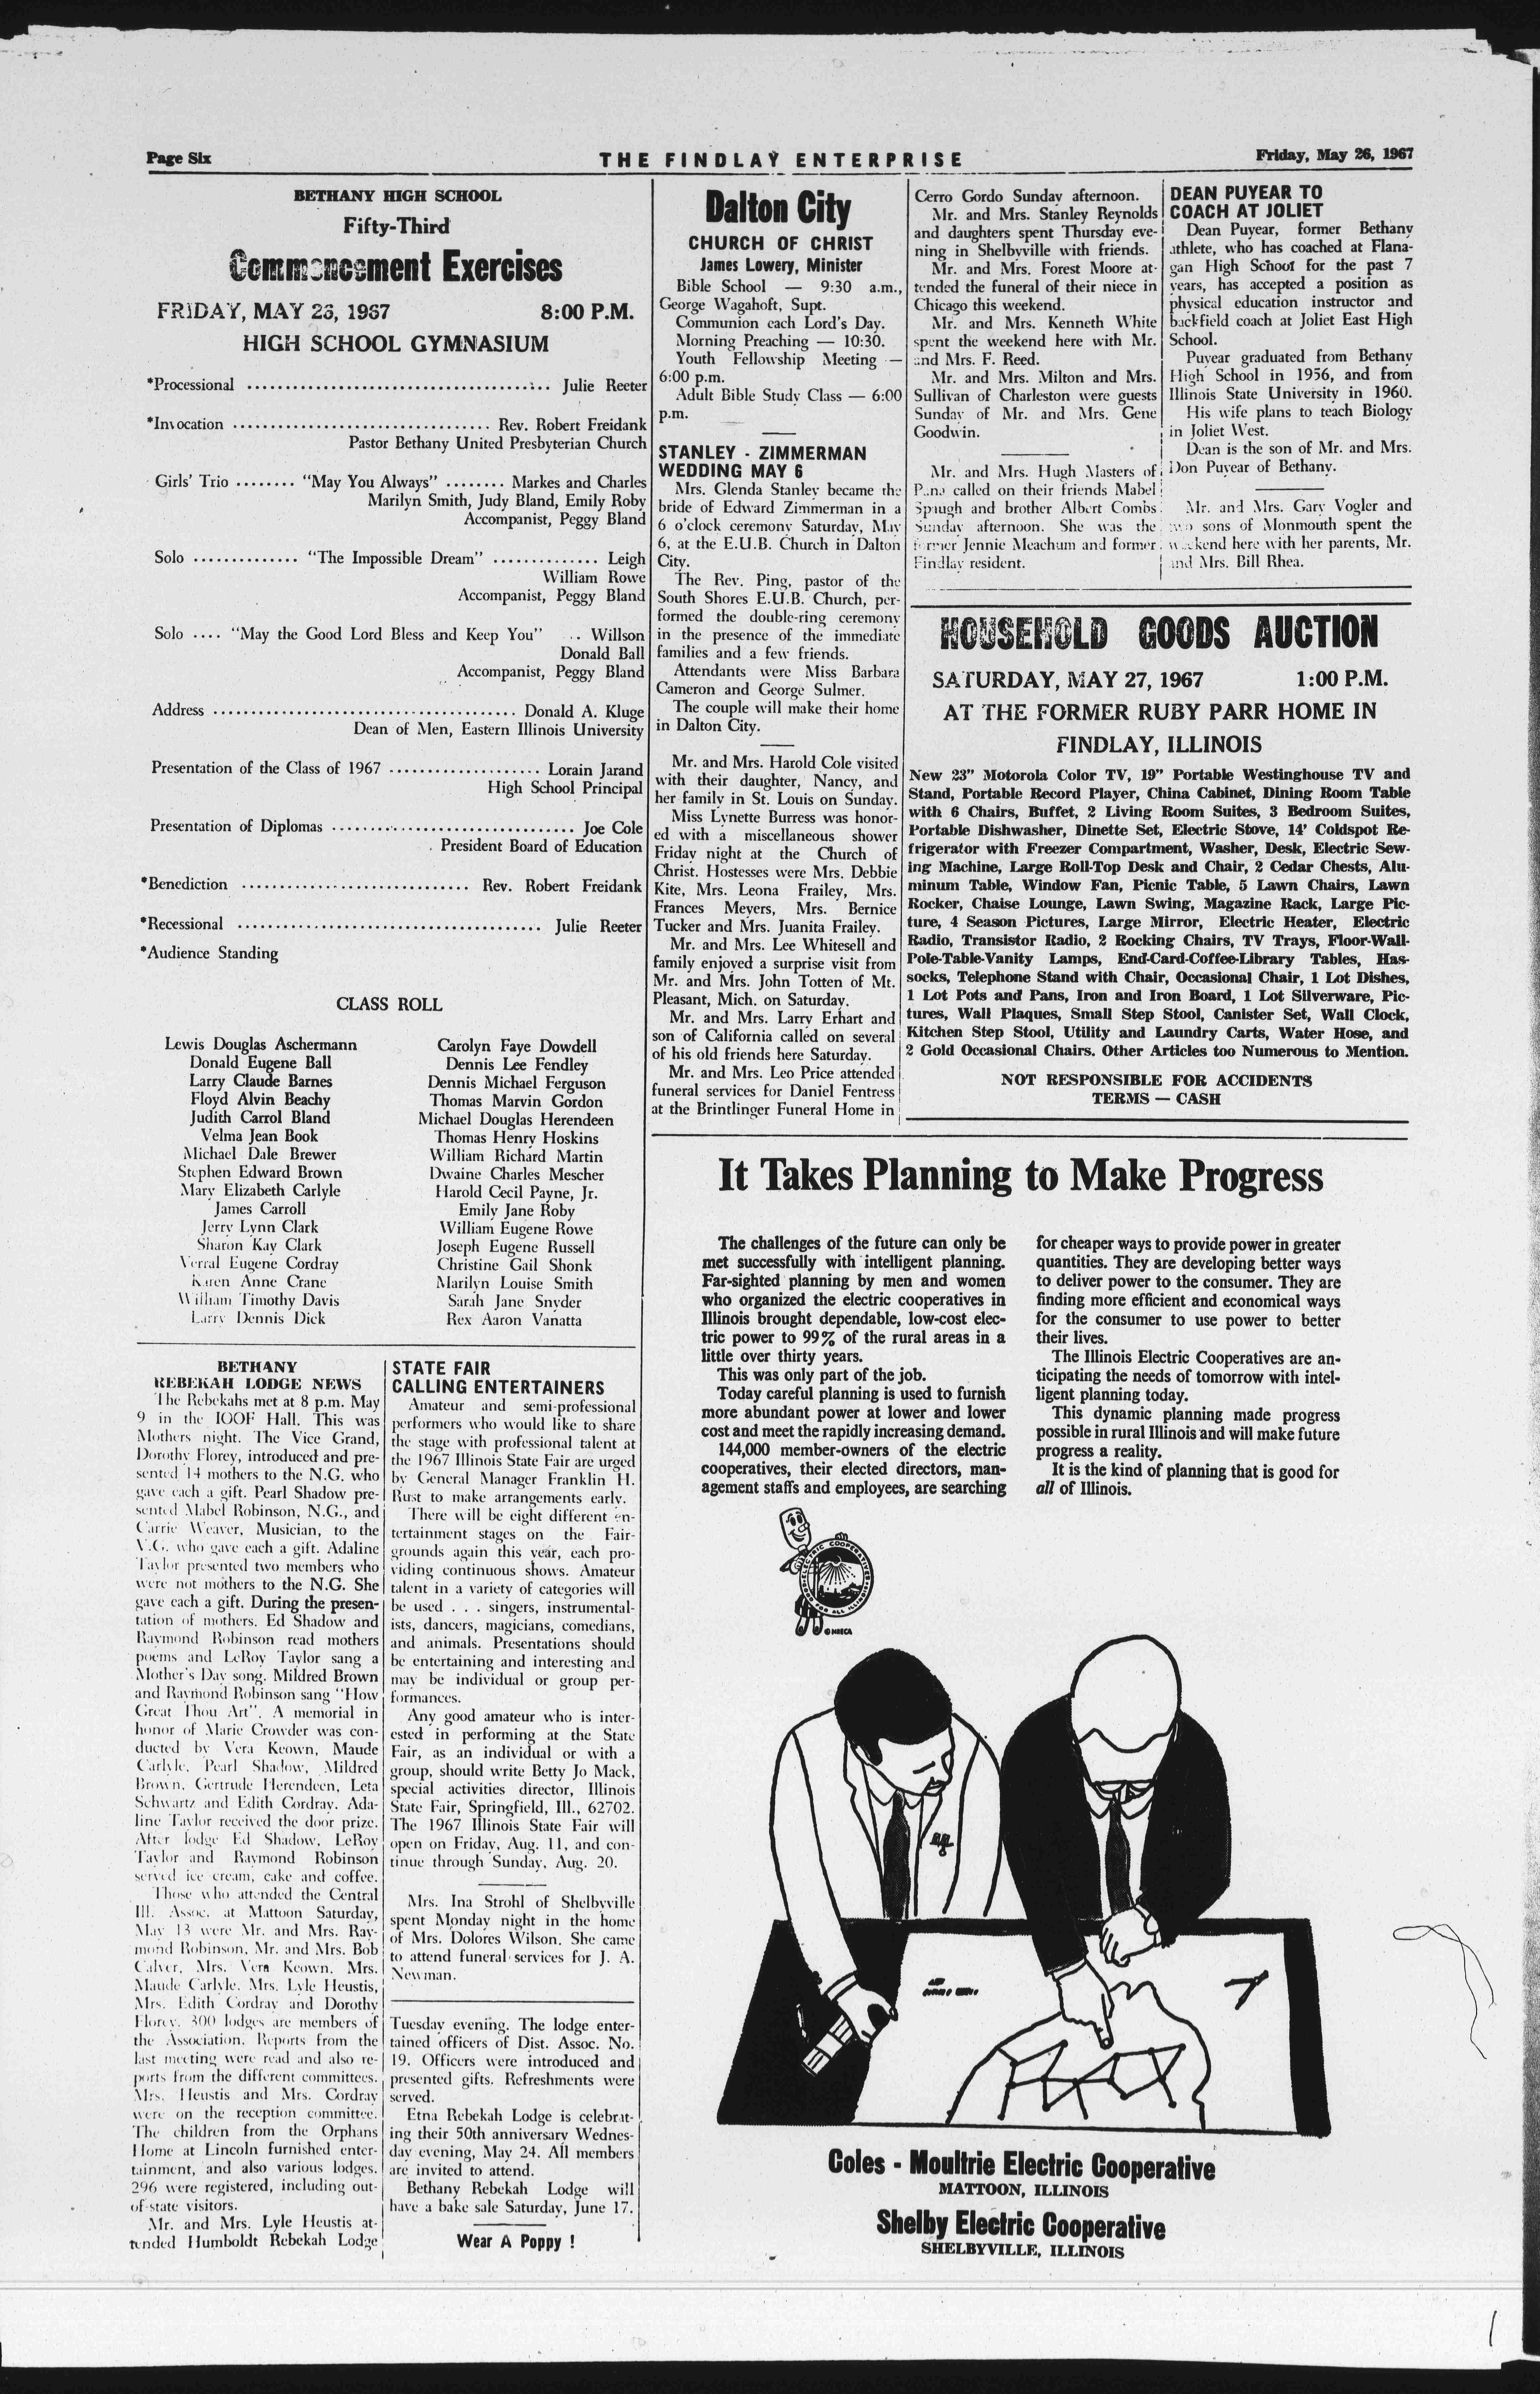 Page Six
THE FINDLAY ENTERPRISE
Friday, May 26, 1967
BETHANY HIGH SCHOOL
Fifty-Third
Commencement Exercises
FRIDAY, MAY 26, 1967 8:00 P.M.
HIGH SCHOOL GYMNASIUM
*Processional ........................................ Julie Reeter
*Invocation .................................. Rev. Robert Freidank
Pastor Bethany United Presbyterian Church
Girls' Trio ........ "May You Always" ........ Markes and Charles
Marilyn Smith, Judy Bland, Emily Roby
Accompanist, Peggy Bland
Solo .............. "The Impossible Dream" .............. Leigh
William Rowe
Accompanist, Peggy Bland
Solo .... "May the Good Lord Bless and Keep You" .. Willson
Donald Ball
Accompanist, Peggy Bland
Address ........................................ Donald A. Kluge
Dean of Men, Eastern Illinois University
Presentation of the Class of 1967 .................... Lorain Jarand
High School Principal
Presentation of Diplomas ................................ Joe Cole
President Board of Education
*Benediction .............................. Rev. Robert Freidank
*Recessional ........................................ Julie Reeter
*Audience Standing
CLASS ROLL
Lewis Douglas Aschermann
Donald Eugene Ball
Larry Claude Barnes
Floyd Alvin Beachy
Judith Carrol Bland
Velma Jean Book
Michael Dale Brewer
Stephen Edward Brown
Mary Elizabeth Carlyle
James Carroll
Jerry Lynn Clark
Sharon Kay Clark
Verral Eugene Cordray
Karen Anne Crane
William Timothy Davis
Larry Dennis Dick
Carolyn Faye Dowdell
Dennis Lee Fendley
Dennis Michael Ferguson
Thomas Marvin Gordon
Michael Douglas Herendeen
Thomas Henry Hoskins
William Richard Martin
Dwaine Charles Mescher
Harold Cecil Payne, Jr.
Emily Jane Roby
William Eugene Rowe
Joseph Eugene Russell
Christine Gail Shonk
Marilyn Louise Smith
Sarah Jane Snyder
Rex Aaron Vanatta
BETHANY
REBEKAH LODGE NEWS
The Rebekahs met at 8 p.m. May
9 in the IOOF Hall. This was
Mothers night. The Vice Grand,
Dorothy Florey, introduced and pre-
sented 14 mothers to the N.G. who
gave each a gift. Pearl Shadow pre-
sented Mabel Robinson, N.G., and
Carrie Weaver, Musician, to the
V.G. who gave each a gift. Adaline
Taylor presented two members who
were not mothers to the N.G. She
gave each a gift. During the presen-
tation of mothers. Ed Shadow and
Raymond Robinson read mothers
poems and LeRoy Taylor sang a
Mother's Day song. Mildred Brown
and Raymond Robinson sang "How
Great Thou Art". A memorial in
honor of Marie Crowder was con-
ducted by Vera Keown, Maude
Carlyle, Pearl Shadow, Mildred
Brown, Gertrude Herendeen, Leta
Schwartz and Edith Cordray. Ada-
line Taylor received the door prize.
After lodge Ed Shadow, LeRoy
Taylor and Raymond Robinson
served ice cream, cake and coffee.
Those who attended the Central
Ill. Assoc. at Mattoon Saturday,
May 13 were Mr. and Mrs. Ray-
mond Robinson, Mr. and Mrs. Bob
Calver, Mrs. Vera Keown, Mrs.
Maude Carlyle, Mrs. Lyle Heustis,
Mrs. Edith Cordray and Dorothy
Florey. 300 lodges are members of
the Association. Reports from the
last meeting were read and also re-
ports from the different committees.
Mrs. Heustis and Mrs. Cordray
were on the reception committee.
The children from the Orphans
Home at Lincoln furnished enter-
tainment, and also various lodges.
296 were registered, including out-
of-state visitors.
Mr. and Mrs. Lyle Heustis at-
tended Humboldt Rebekah Lodge
STATE FAIR
CALLING ENTERTAINERS
Amateur and semi-professional
performers who would like to share
the stage with professional talent at
the 1967 Illinois State Fair are urged
by General Manager Franklin H.
Rust to make arrangements early.
There will be eight different en-
tertainment stages on the Fair-
grounds again this year, each pro-
viding continuous shows. Amateur
talent in a variety of categories will
be used . . . singers, instrumental-
ists, dancers, magicians, comedians,
and animals. Presentations should
be entertaining and interesting and
may be individual or group per-
formances.
Any good amateur who is inter-
ested in performing at the State
Fair, as an individual or with a
group, should write Betty Jo Mack,
special activities director, Illinois
State Fair, Springfield, Ill., 62702.
The 1967 Illinois State Fair will
open on Friday, Aug. 11, and con-
tinue through Sunday, Aug. 20.
Mrs. Ina Strohl of Shelbyville
spent Monday night in the home
of Mrs. Dolores Wilson. She came
to attend funeral services for J. A.
Newman.
Tuesday evening. The lodge enter-
tained officers of Dist. Assoc. No.
19. Officers were introduced and
presented gifts. Refreshments were
served.
Etna Rebekah Lodge is celebrat-
ing their 50th anniversary Wednes-
day evening, May 24. All members
are invited to attend.
Bethany Rebekah Lodge will
have a bake sale Saturday, June 17.
Wear A Poppy !
Dalton City
CHURCH OF CHRIST
James Lowery, Minister
Bible School — 9:30 a.m.,
George Wagahoft, Supt.
Communion each Lord's Day.
Morning Preaching — 10:30.
Youth Fellowship Meeting —
6:00 p.m.
Adult Bible Study Class — 6:00
p.m.
STANLEY - ZIMMERMAN
WEDDING MAY 6
Mrs. Glenda Stanley became the
bride of Edward Zimmerman in a
6 o'clock ceremony Saturday, May
6, at the E.U.B. Church in Dalton
City.
The Rev. Ping, pastor of the
South Shores E.U.B. Church, per-
formed the double-ring ceremony
in the presence of the immediate
families and a few friends.
Attendants were Miss Barbara
Cameron and George Sulmer.
The couple will make their home
in Dalton City.
Mr. and Mrs. Harold Cole visited
with their daughter, Nancy, and
her family in St. Louis on Sunday.
Miss Lynette Burress was honor-
ed with a miscellaneous shower
Friday night at the Church of
Christ. Hostesses were Mrs. Debbie
Kite, Mrs. Leona Frailey, Mrs.
Frances Meyers, Mrs. Bernice
Tucker and Mrs. Juanita Frailey.
Mr. and Mrs. Lee Whitesell and
family enjoyed a surprise visit from
Mr. and Mrs. John Totten of Mt.
Pleasant, Mich. on Saturday.
Mr. and Mrs. Larry Erhart and
son of California called on several
of his old friends here Saturday.
Mr. and Mrs. Leo Price attended
funeral services for Daniel Fentress
at the Brintlinger Funeral Home in
Cerro Gordo Sunday afternoon.
Mr. and Mrs. Stanley Reynolds
and daughters spent Thursday eve-
ning in Shelbyville with friends.
Mr. and Mrs. Forest Moore at-
tended the funeral of their niece in
Chicago this weekend.
Mr. and Mrs. Kenneth White
spent the weekend here with Mr.
and Mrs. F. Reed.
Mr. and Mrs. Milton and Mrs.
Sullivan of Charleston were guests
Sunday of Mr. and Mrs. Gene
Goodwin.
Mr. and Mrs. Hugh Masters of
Pana called on their friends Mabel
Spaugh and brother Albert Combs
Sunday afternoon. She was the
former Jennie Meachum and former
Findlay resident.
DEAN PUYEAR TO
COACH AT JOLIET
Dean Puyear, former Bethany
athlete, who has coached at Flana-
gan High School for the past 7
years, has accepted a position as
physical education instructor and
backfield coach at Joliet East High
School.
Puyear graduated from Bethany
High School in 1956, and from
Illinois State University in 1960.
His wife plans to teach Biology
in Joliet West.
Dean is the son of Mr. and Mrs.
Don Puyear of Bethany.
Mr. and Mrs. Gary Vogler and
two sons of Monmouth spent the
weekend here with her parents, Mr.
and Mrs. Bill Rhea.
HOUSEHOLD GOODS AUCTION
SATURDAY, MAY 27, 1967 1:00 P.M.
AT THE FORMER RUBY PARR HOME IN
FINDLAY, ILLINOIS
New 23" Motorola Color TV, 19" Portable Westinghouse TV and
Stand, Portable Record Player, China Cabinet, Dining Room Table
with 6 Chairs, Buffet, 2 Living Room Suites, 3 Bedroom Suites,
Portable Dishwasher, Dinette Set, Electric Stove, 14' Coldspot Re-
frigerator with Freezer Compartment, Washer, Desk, Electric Sew-
ing Machine, Large Roll-Top Desk and Chair, 2 Cedar Chests, Alu-
minum Table, Window Fan, Picnic Table, 5 Lawn Chairs, Lawn
Rocker, Chaise Lounge, Lawn Swing, Magazine Rack, Large Pic-
ture, 4 Season Pictures, Large Mirror, Electric Heater, Electric
Radio, Transistor Radio, 2 Rocking Chairs, TV Trays, Floor-Wall-
Pole-Table-Vanity Lamps, End-Card-Coffee-Library Tables, Has-
socks, Telephone Stand with Chair, Occasional Chair, 1 Lot Dishes,
1 Lot Pots and Pans, Iron and Iron Board, 1 Lot Silverware, Pic-
tures, Wall Plaques, Small Step Stool, Canister Set, Wall Clock,
Kitchen Step Stool, Utility and Laundry Carts, Water Hose, and
2 Gold Occasional Chairs. Other Articles too Numerous to Mention.
NOT RESPONSIBLE FOR ACCIDENTS
TERMS — CASH
It Takes Planning to Make Progress
The challenges of the future can only be
met successfully with intelligent planning.
Far-sighted planning by men and women
who organized the electric cooperatives in
Illinois brought dependable, low-cost elec-
tric power to 99% of the rural areas in a
little over thirty years.
This was only part of the job.
Today careful planning is used to furnish
more abundant power at lower and lower
cost and meet the rapidly increasing demand.
144,000 member-owners of the electric
cooperatives, their elected directors, man-
agement staffs and employees, are searching
for cheaper ways to provide power in greater
quantities. They are developing better ways
to deliver power to the consumer. They are
finding more efficient and economical ways
for the consumer to use power to better
their lives.
The Illinois Electric Cooperatives are an-
ticipating the needs of tomorrow with intel-
ligent planning today.
This dynamic planning made progress
possible in rural Illinois and will make future
progress a reality.
It is the kind of planning that is good for
all of Illinois.
ELECTRIC COOPERATIVES
GOOD FOR ALL ILLINOIS
© NRECA
Coles - Moultrie Electric Cooperative
MATTOON, ILLINOIS
Shelby Electric Cooperative
SHELBYVILLE, ILLINOIS